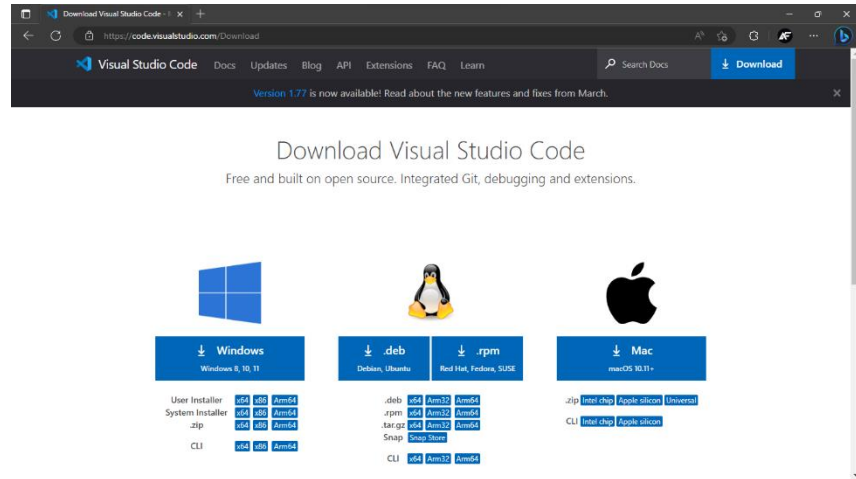 Download Visual Studio Code -
https://code.visualstudio.com/Download
Visual Studio Code Docs Updates Blog API Extensions FAQ Learn Search Docs Download
Version 1.77 is now available! Read about the new features and fixes from March.
Download Visual Studio Code
Free and built on open source. Integrated Git, debugging and extensions.
Windows
Windows 8, 10, 11
User Installer x64 x86 Arm64
System Installer x64 x86 Arm64
.zip x64 x86 Arm64
CLI x64 x86 Arm64
.deb
Debian, Ubuntu
.rpm
Red Hat, Fedora, SUSE
.deb x64 Arm32 Arm64
.rpm x64 Arm32 Arm64
.tar.gz x64 Arm32 Arm64
Snap Snap Store
CLI x64 Arm32 Arm64
Mac
macOS 10.11+
.zip Intel chip Apple silicon Universal
CLI Intel chip Apple silicon